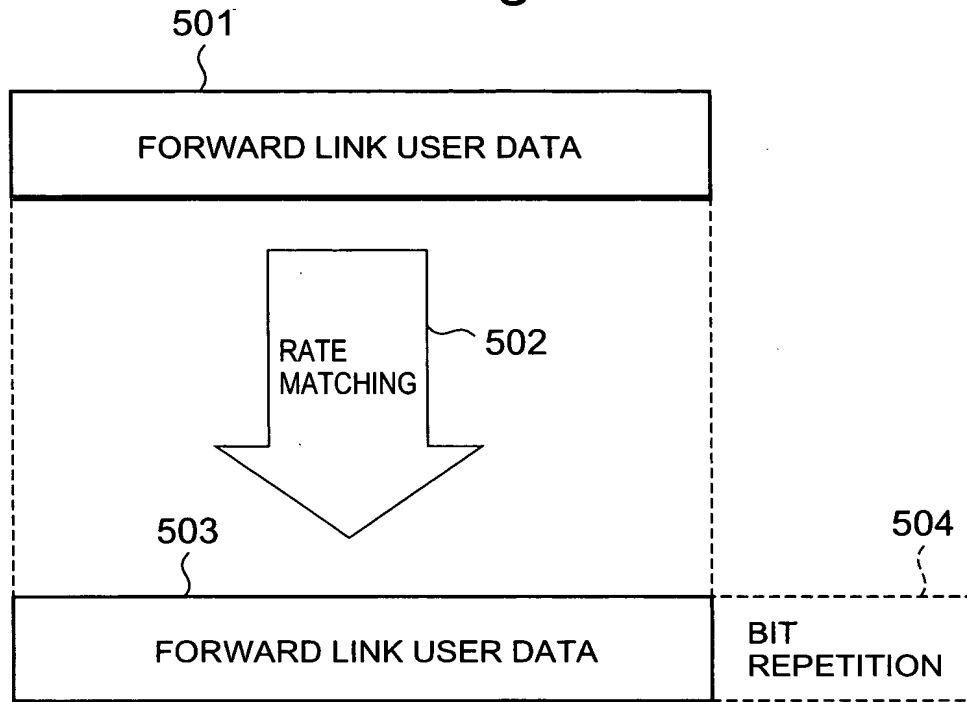 501
FORWARD LINK USER DATA
RATE
MATCHING
502
503
504
FORWARD LINK USER DATA
BIT
REPETITION